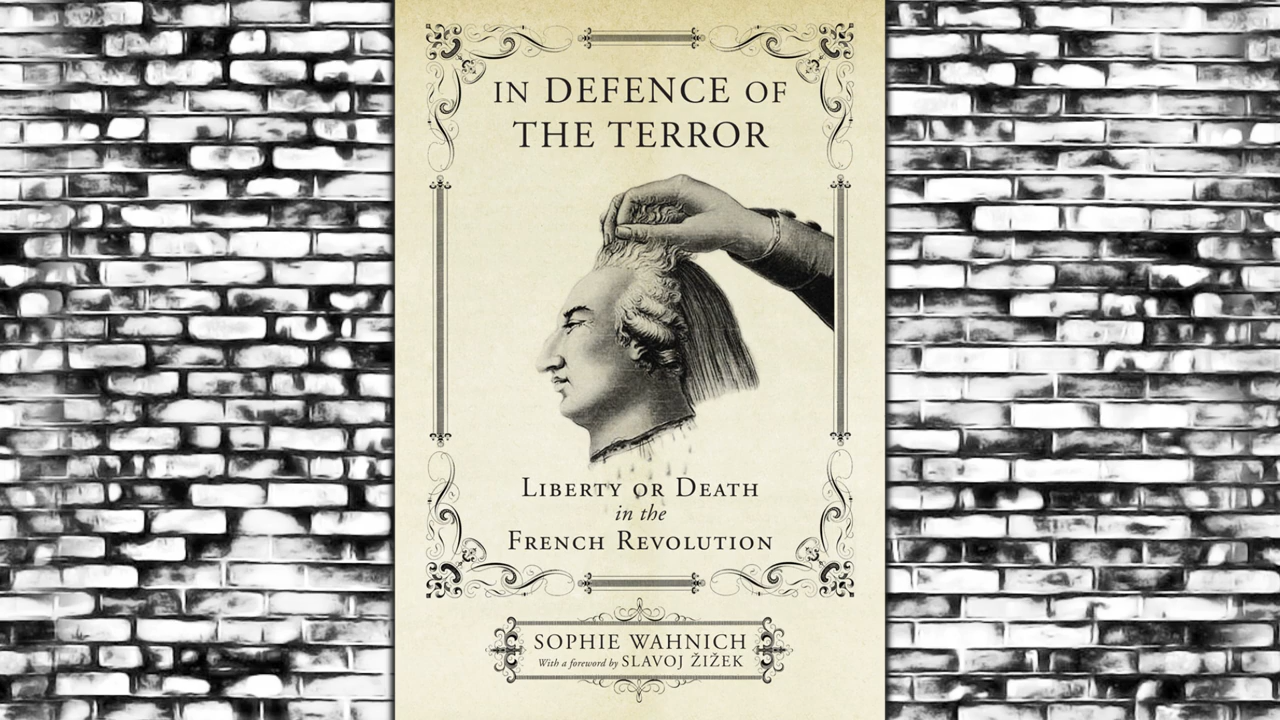 IN DEFENCE OF
THE TERROR
LIBERTY OR DEATH
in the
FRENCH REVOLUTION
SOPHIE WAHNICH
With a foreword by SLAVOJ ŽIŽEK